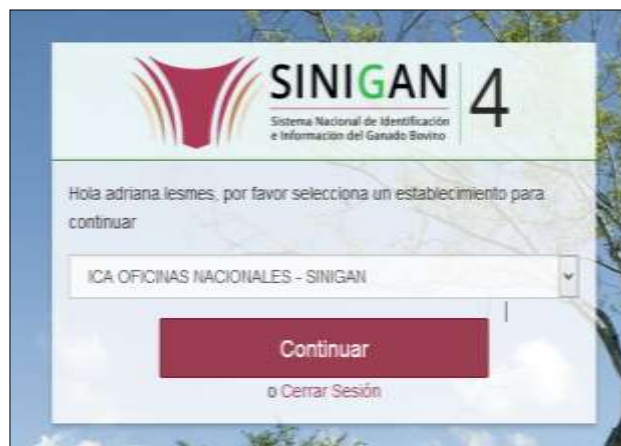 SINIGAN 4
Sistema Nacional de Identificación
e Información del Ganado Bovino
Hola adriana lesmes, por favor selecciona un establecimiento para
continuar
ICA OFICINAS NACIONALES - SINIGAN
Continuar
o Cerrar Sesión